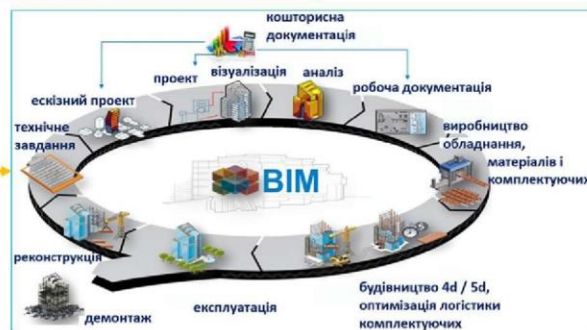 кошторисна
документація
проект
візуалізація
аналіз
робоча документація
ескізний проект
технічне
завдання
виробництво
обладнання,
матеріалів і
комплектуючих
BIM
реконструкція
демонтаж
експлуатація
будівництво 4d / 5d,
оптимізація логістики
комплектуючих